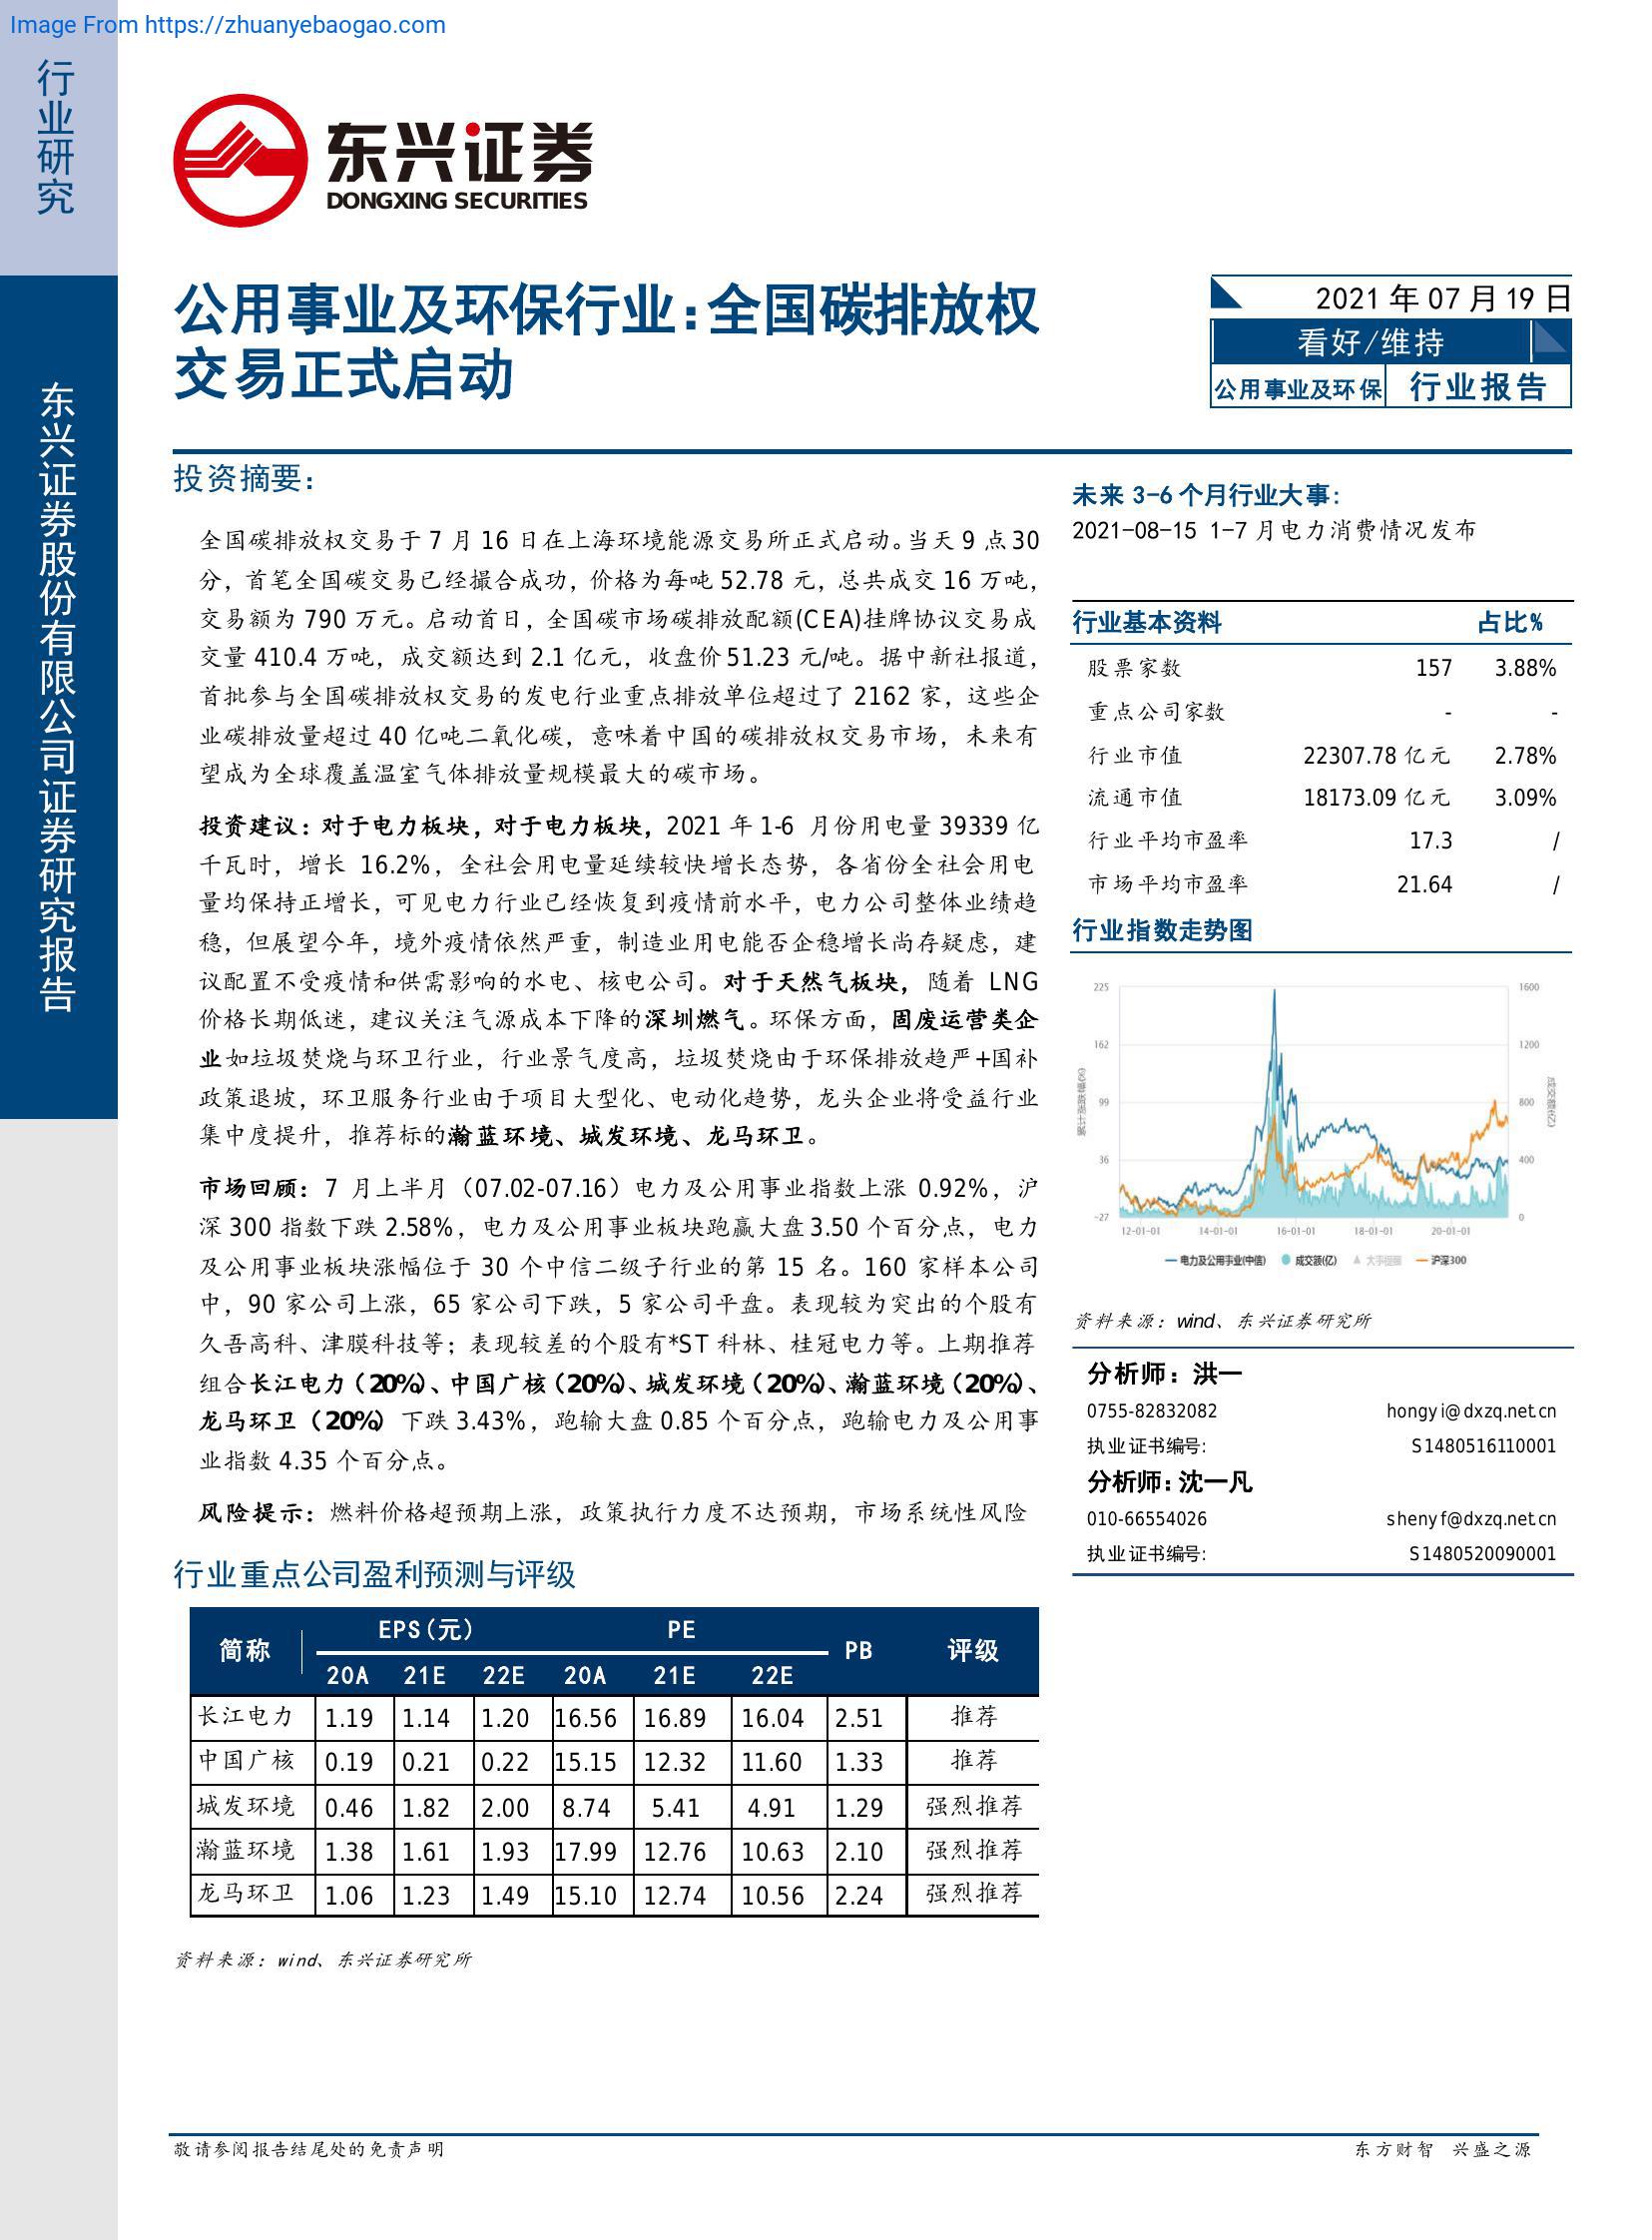 Image From https://zhuanyebaogao.com
行业研究
东兴证券股份有限公司证券研究报告
东兴证券
DONGXING SECURITIES
公用事业及环保行业：全国碳排放权
交易正式启动
2021 年 07 月 19 日
看好/维持
公用事业及环保 行业报告
投资摘要：
全国碳排放权交易于 7 月 16 日在上海环境能源交易所正式启动。当天 9 点 30
分，首笔全国碳交易已经撮合成功，价格为每吨 52.78 元，总共成交 16 万吨，
交易额为 790 万元。启动首日，全国碳市场碳排放配额(CEA)挂牌协议交易成
交量 410.4 万吨，成交额达到 2.1 亿元，收盘价 51.23 元/吨。据中新社报道，
首批参与全国碳排放权交易的发电行业重点排放单位超过了 2162 家，这些企
业碳排放量超过 40 亿吨二氧化碳，意味着中国的碳排放权交易市场，未来有
望成为全球覆盖温室气体排放量规模最大的碳市场。
投资建议：对于电力板块，对于电力板块，2021 年 1-6 月份用电量 39339 亿
千瓦时，增长 16.2%，全社会用电量延续较快增长态势，各省份全社会用电
量均保持正增长，可见电力行业已经恢复到疫情前水平，电力公司整体业绩趋
稳，但展望今年，境外疫情依然严重，制造业用电能否企稳增长尚存疑虑，建
议配置不受疫情和供需影响的水电、核电公司。对于天然气板块，随着 LNG
价格长期低迷，建议关注气源成本下降的深圳燃气。环保方面，固废运营类企
业如垃圾焚烧与环卫行业，行业景气度高，垃圾焚烧由于环保排放趋严+国补
政策退坡，环卫服务行业由于项目大型化、电动化趋势，龙头企业将受益行业
集中度提升，推荐标的瀚蓝环境、城发环境、龙马环卫。
市场回顾：7 月上半月（07.02-07.16）电力及公用事业指数上涨 0.92%，沪
深 300 指数下跌 2.58%，电力及公用事业板块跑赢大盘 3.50 个百分点，电力
及公用事业板块涨幅位于 30 个中信二级子行业的第 15 名。160 家样本公司
中，90 家公司上涨，65 家公司下跌，5 家公司平盘。表现较为突出的个股有
久吾高科、津膜科技等；表现较差的个股有*ST 科林、桂冠电力等。上期推荐
组合长江电力（20%）、中国广核（20%）、城发环境（20%）、瀚蓝环境（20%）、
龙马环卫（20%）下跌 3.43%，跑输大盘 0.85 个百分点，跑输电力及公用事
业指数 4.35 个百分点。
风险提示：燃料价格超预期上涨，政策执行力度不达预期，市场系统性风险
行业重点公司盈利预测与评级
简称 EPS(元) PE PB 评级
20A 21E 22E 20A 21E 22E
长江电力 1.19 1.14 1.20 16.56 16.89 16.04 2.51 推荐
中国广核 0.19 0.21 0.22 15.15 12.32 11.60 1.33 推荐
城发环境 0.46 1.82 2.00 8.74 5.41 4.91 1.29 强烈推荐
瀚蓝环境 1.38 1.61 1.93 17.99 12.76 10.63 2.10 强烈推荐
龙马环卫 1.06 1.23 1.49 15.10 12.74 10.56 2.24 强烈推荐
资料来源：wind、东兴证券研究所
未来 3-6 个月行业大事：
2021-08-15 1-7 月电力消费情况发布
行业基本资料 占比%
股票家数 157 3.88%
重点公司家数 - -
行业市值 22307.78 亿元 2.78%
流通市值 18173.09 亿元 3.09%
行业平均市盈率 17.3 /
市场平均市盈率 21.64 /
行业指数走势图
225 1600
162 1200
99 800
36 400
-27 0
累计涨跌幅(%)
成交额(亿)
12-01-01 14-01-01 16-01-01 18-01-01 20-01-01
电力及公用事业(中信) 成交额(亿) 大事提醒 沪深300
资料来源：wind、东兴证券研究所
分析师：洪一
0755-82832082 hongyi@dxzq.net.cn
执业证书编号: S1480516110001
分析师：沈一凡
010-66554026 shenyf@dxzq.net.cn
执业证书编号: S1480520090001
敬请参阅报告结尾处的免责声明 东方财智 兴盛之源